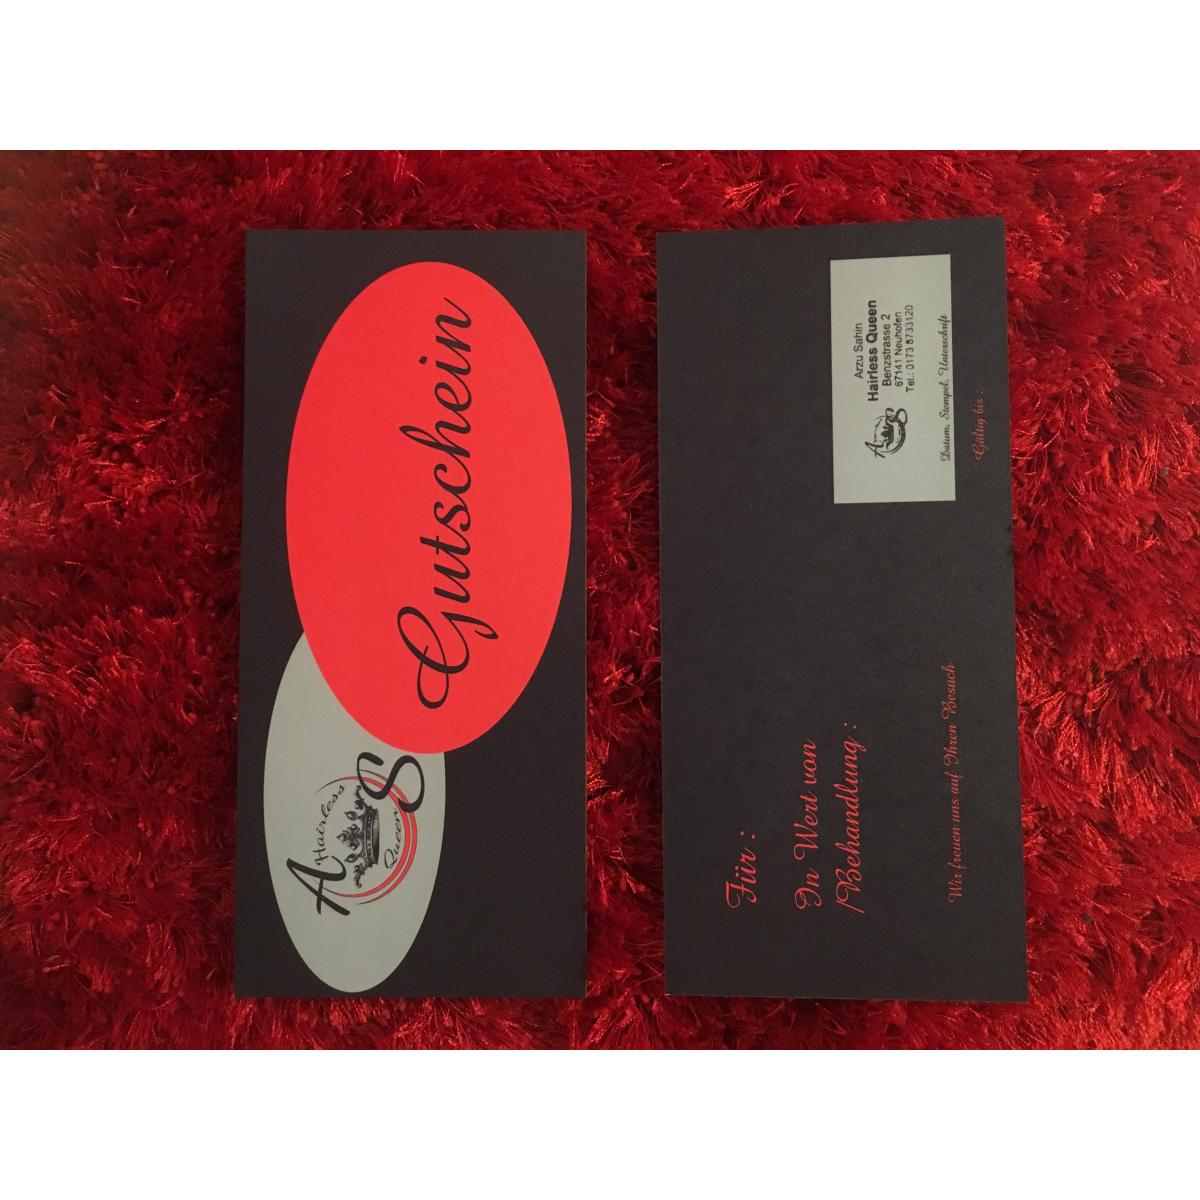 Gutschein
A S
Hairless
Queen
Für :
In Wert von
/Behandlung :
Wir freuen uns auf Ihren Besuch
Arzu Sahin
Hairless Queen
Benzstrasse 2
67141 Neuhofen
Tel.: 0173 8733120
Datum, Stempel, Unterschrift
Gültig bis :